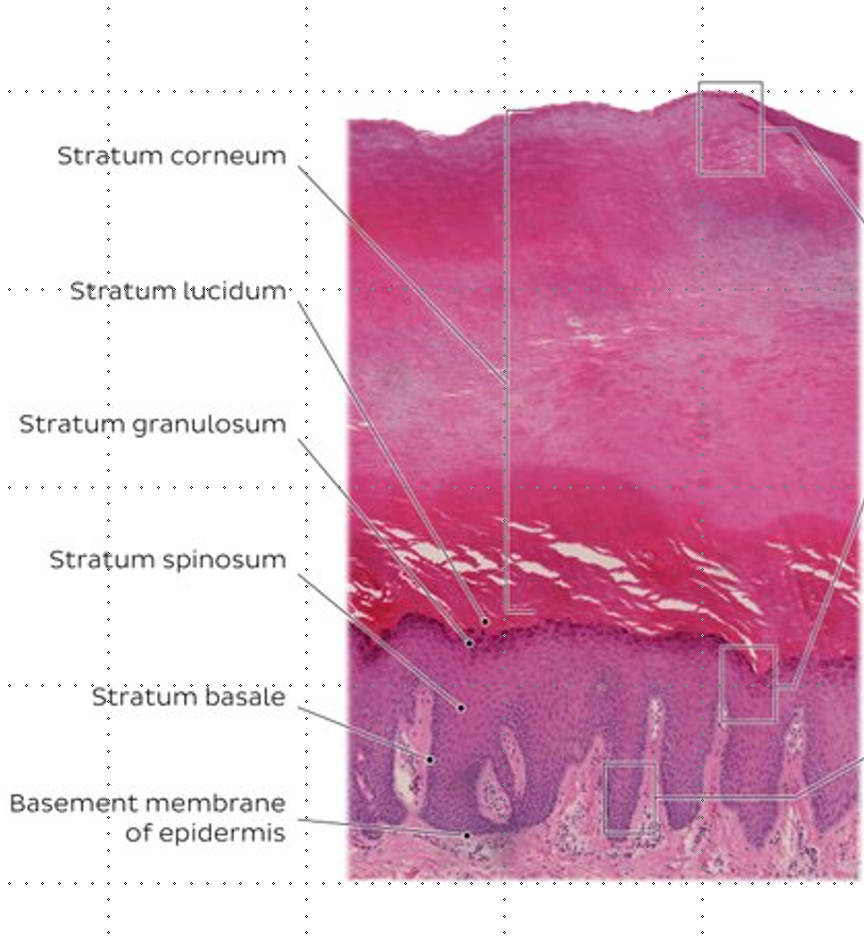 Stratum corneum
Stratum lucidum
Stratum granulosum
Stratum spinosum
Stratum basale
Basement membrane
of epidermis